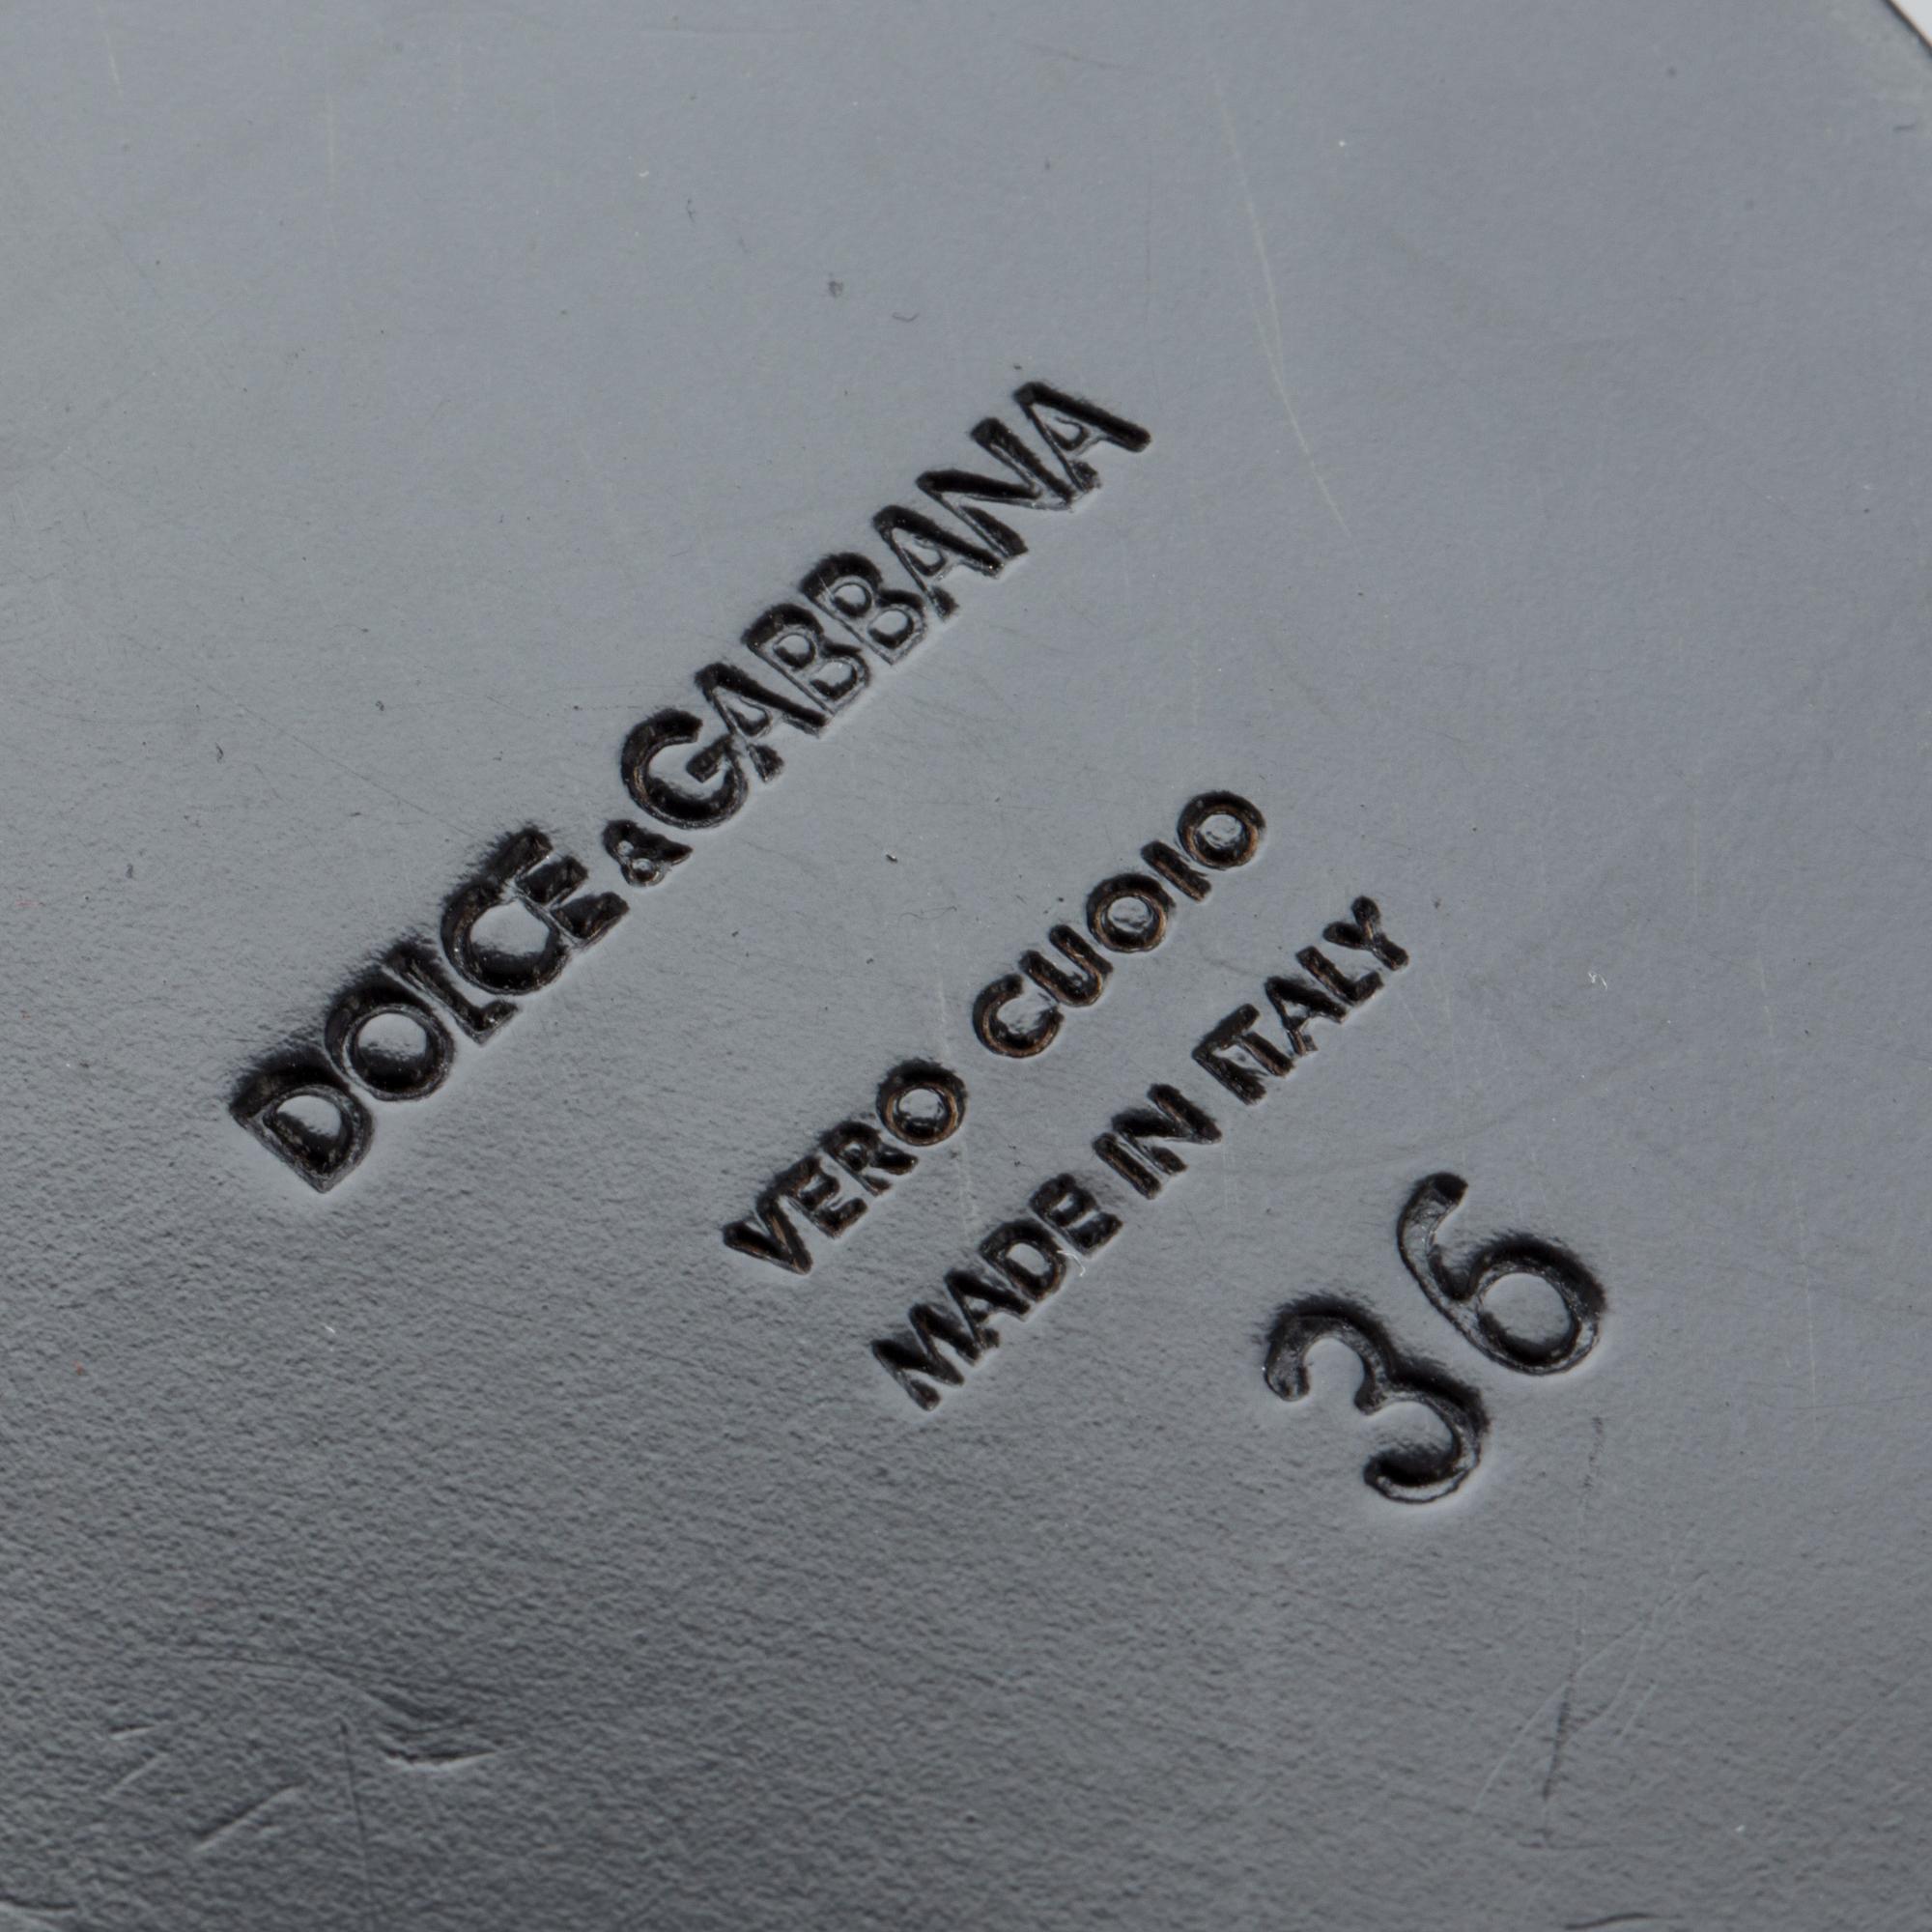 DOLCE & GABBANA
VERO CUOIO
MADE IN ITALY
36